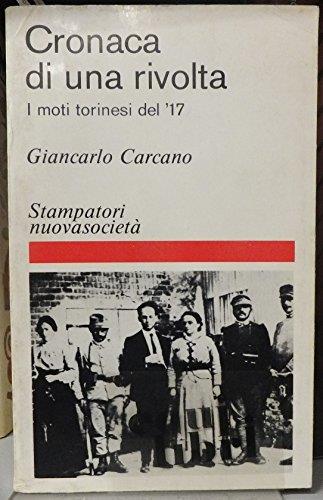 Cronaca
di una rivolta
I moti torinesi del '17
Giancarlo Carcano
Stampatori
nuovasocietà